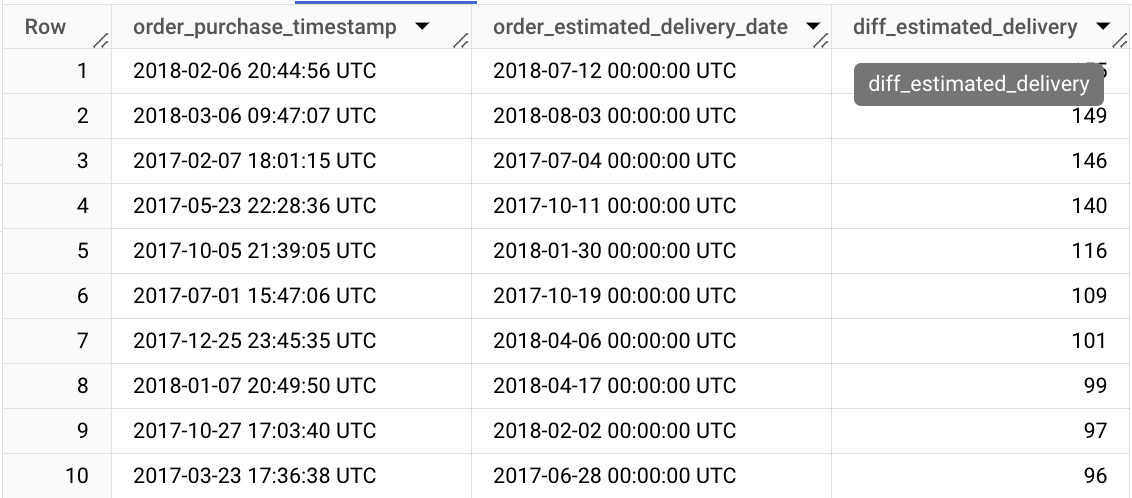 Row order_purchase_timestamp order_estimated_delivery_date diff_estimated_delivery
1 2018-02-06 20:44:56 UTC 2018-07-12 00:00:00 UTC
diff_estimated_delivery
2 2018-03-06 09:47:07 UTC 2018-08-03 00:00:00 UTC 149
3 2017-02-07 18:01:15 UTC 2017-07-04 00:00:00 UTC 146
4 2017-05-23 22:28:36 UTC 2017-10-11 00:00:00 UTC 140
5 2017-10-05 21:39:05 UTC 2018-01-30 00:00:00 UTC 116
6 2017-07-01 15:47:06 UTC 2017-10-19 00:00:00 UTC 109
7 2017-12-25 23:45:35 UTC 2018-04-06 00:00:00 UTC 101
8 2018-01-07 20:49:50 UTC 2018-04-17 00:00:00 UTC 99
9 2017-10-27 17:03:40 UTC 2018-02-02 00:00:00 UTC 97
10 2017-03-23 17:36:38 UTC 2017-06-28 00:00:00 UTC 96